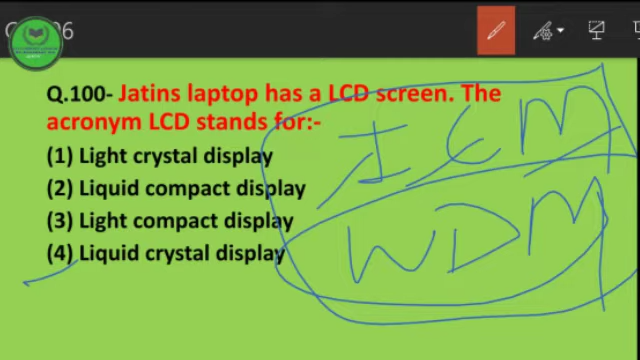 06
Q.100- Jatins laptop has a LCD screen. The
acronym LCD stands for:-
(1) Light crystal display
(2) Liquid compact display
(3) Light compact display
(4) Liquid crystal display
ICM
WDM